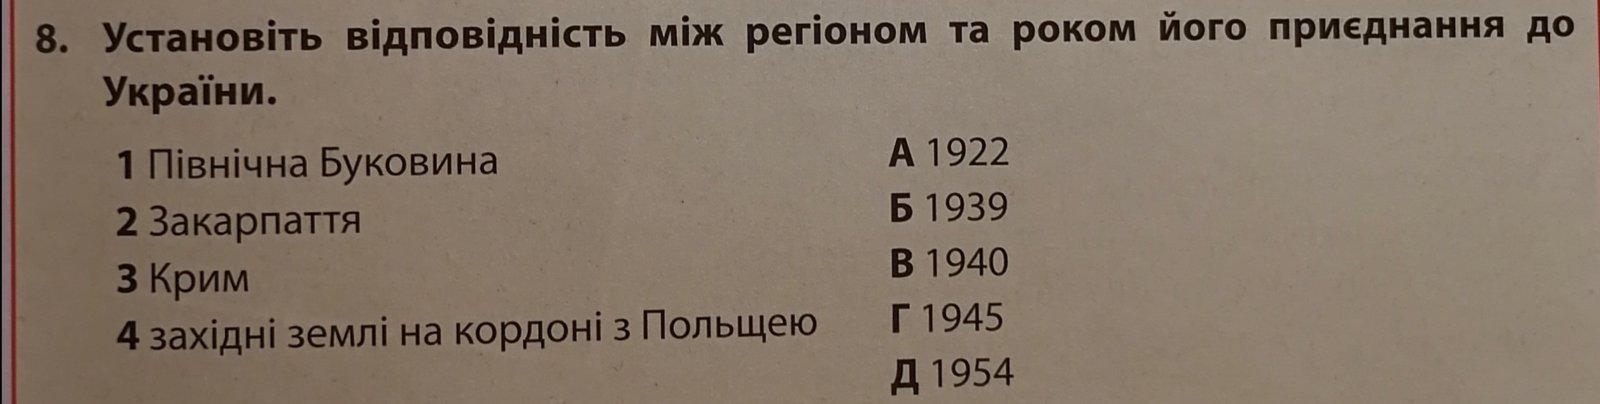 8. Установіть відповідність між регіоном та роком його приєднання до
України.
1 Північна Буковина
2 Закарпаття
3 Крим
4 західні землі на кордоні з Польщею
А 1922
Б 1939
В 1940
Г 1945
Д 1954